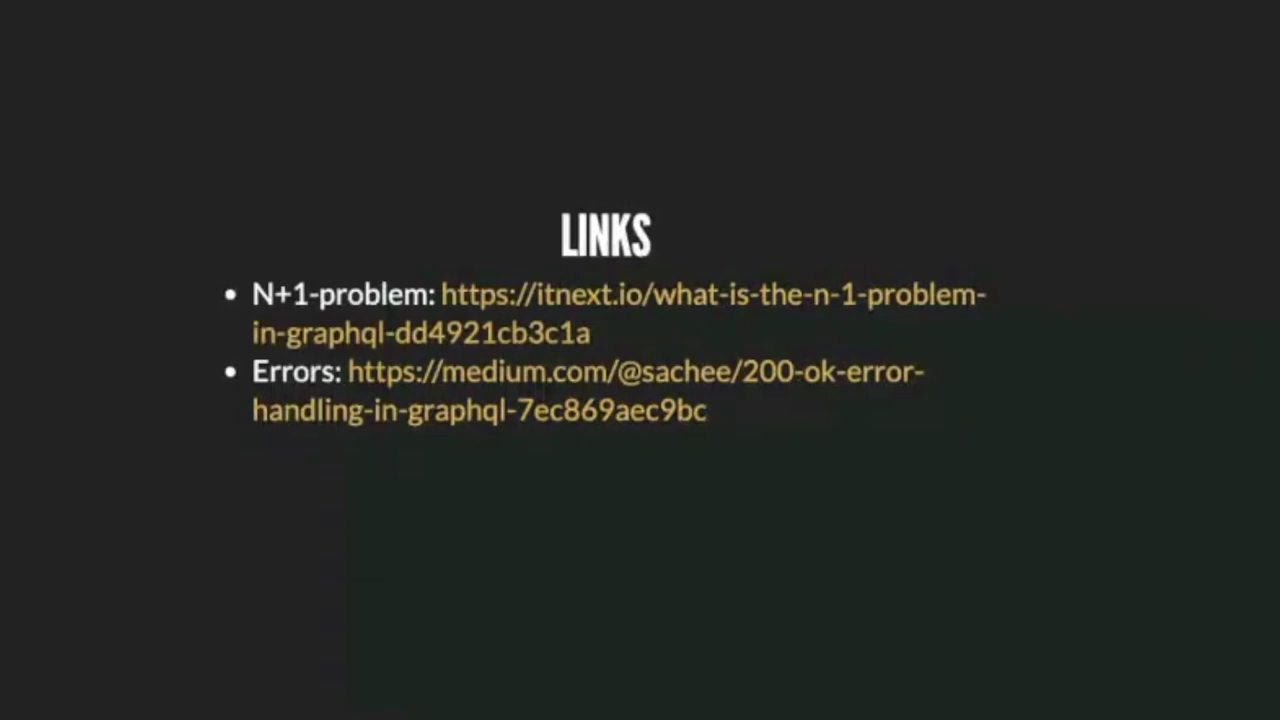 LINKS
N+1-problem: https://itnext.io/what-is-the-n-1-problem-
in-graphql-dd4921cb3c1a
Errors: https://medium.com/@sachee/200-ok-error-
handling-in-graphql-7ec869aec9bc